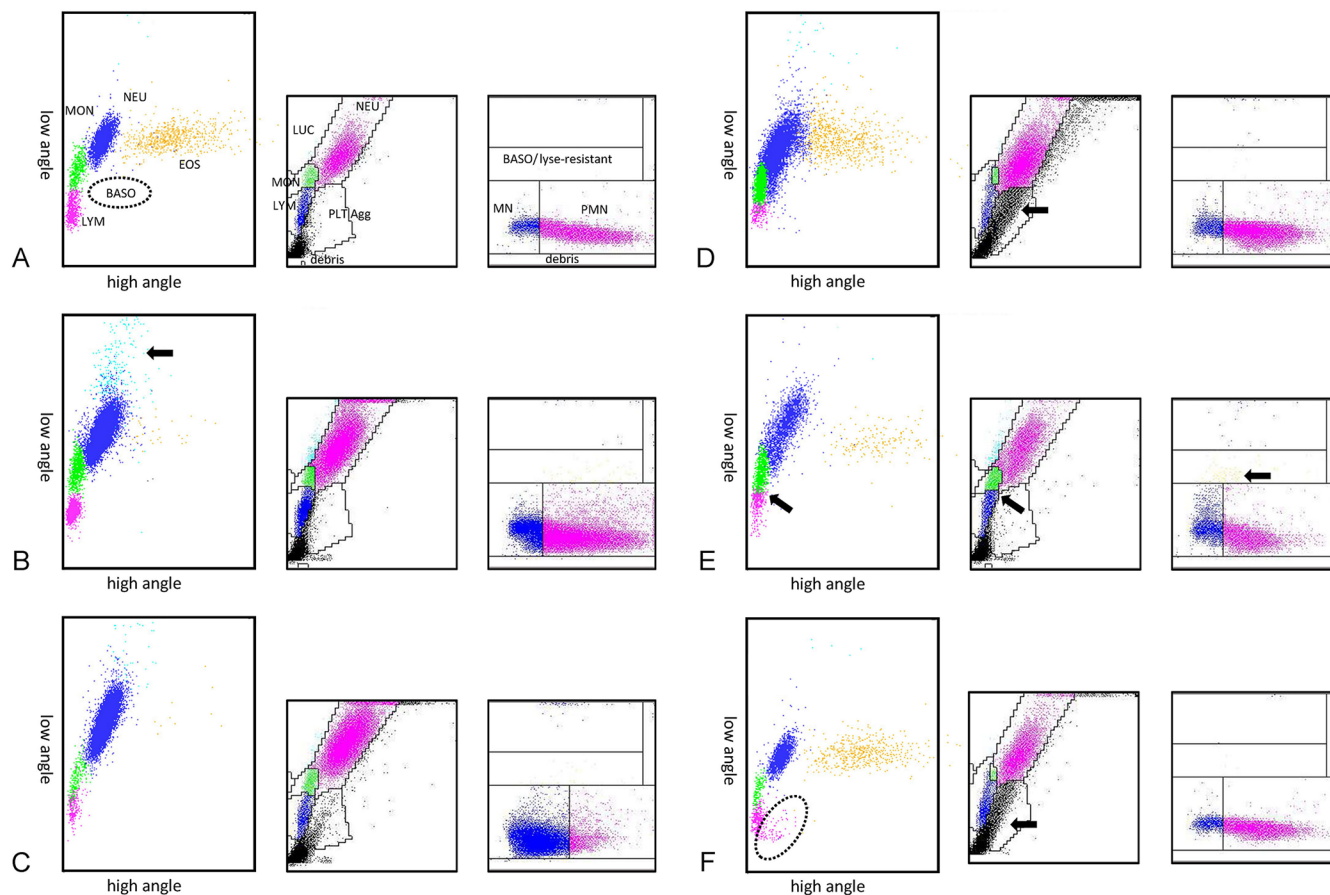 low angle
MON
NEU
EOS
BASO
LYM
high angle
NEU
LUC
MON
LYM
PLT Agg
debris
BASO/lyse-resistant
MN
PMN
debris
A
low angle
high angle
D
low angle
high angle
B
low angle
high angle
E
low angle
high angle
C
low angle
high angle
F